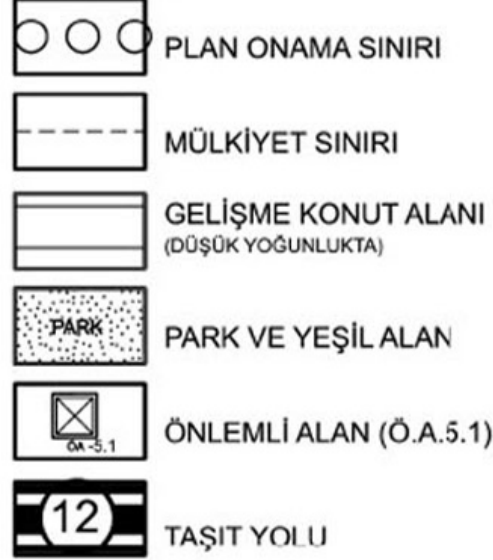 PLAN ONAMA SINIRI
MÜLKİYET SINIRI
GELİŞME KONUT ALANI
(DÜŞÜK YOĞUNLUKTA)
PARK
PARK VE YEŞİL ALAN
ÖA -5.1
ÖNLEMLİ ALAN (Ö.A.5.1)
12
TAŞIT YOLU